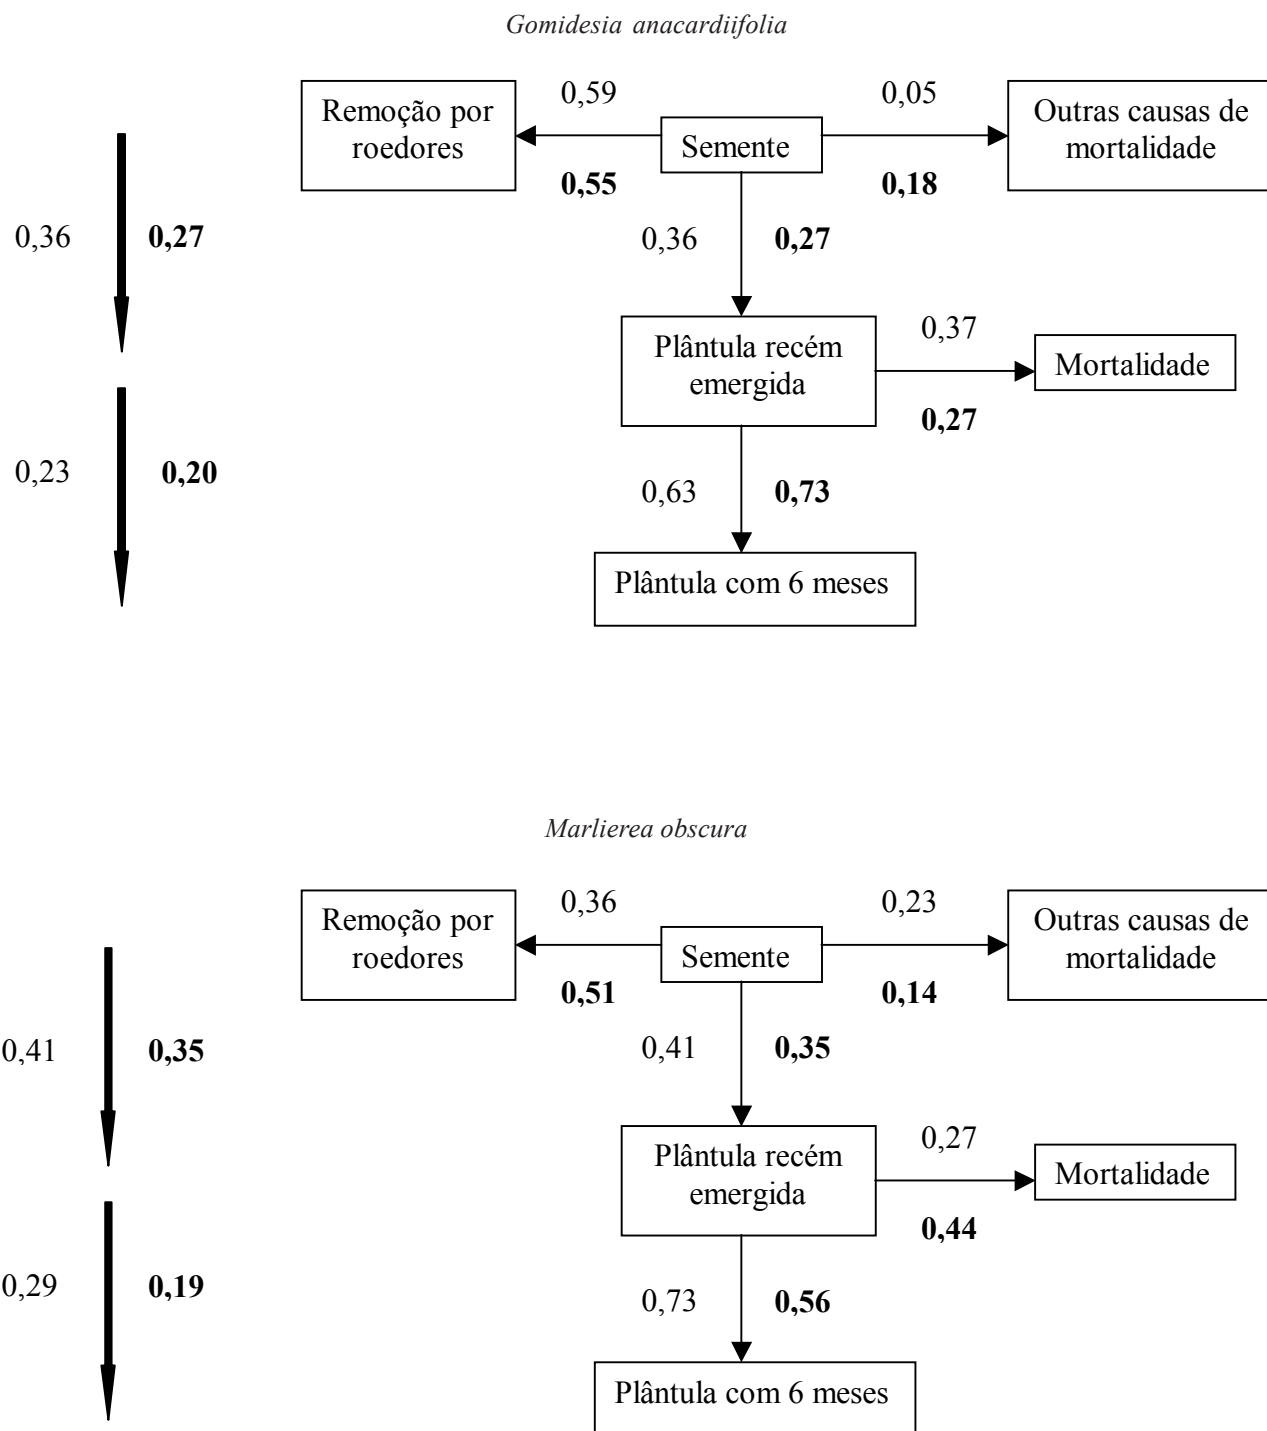 Gomidesia anacardiifolia
0,59
0,05
Remoção por
roedores
Semente
Outras causas de
mortalidade
0,55
0,18
0,36
0,27
0,36
0,27
0,37
Plântula recém
emergida
Mortalidade
0,27
0,23
0,20
0,63
0,73
Plântula com 6 meses
Marlierea obscura
0,36
0,23
Remoção por
roedores
Semente
Outras causas de
mortalidade
0,51
0,14
0,41
0,35
0,41
0,35
0,27
Plântula recém
emergida
Mortalidade
0,44
0,29
0,19
0,73
0,56
Plântula com 6 meses